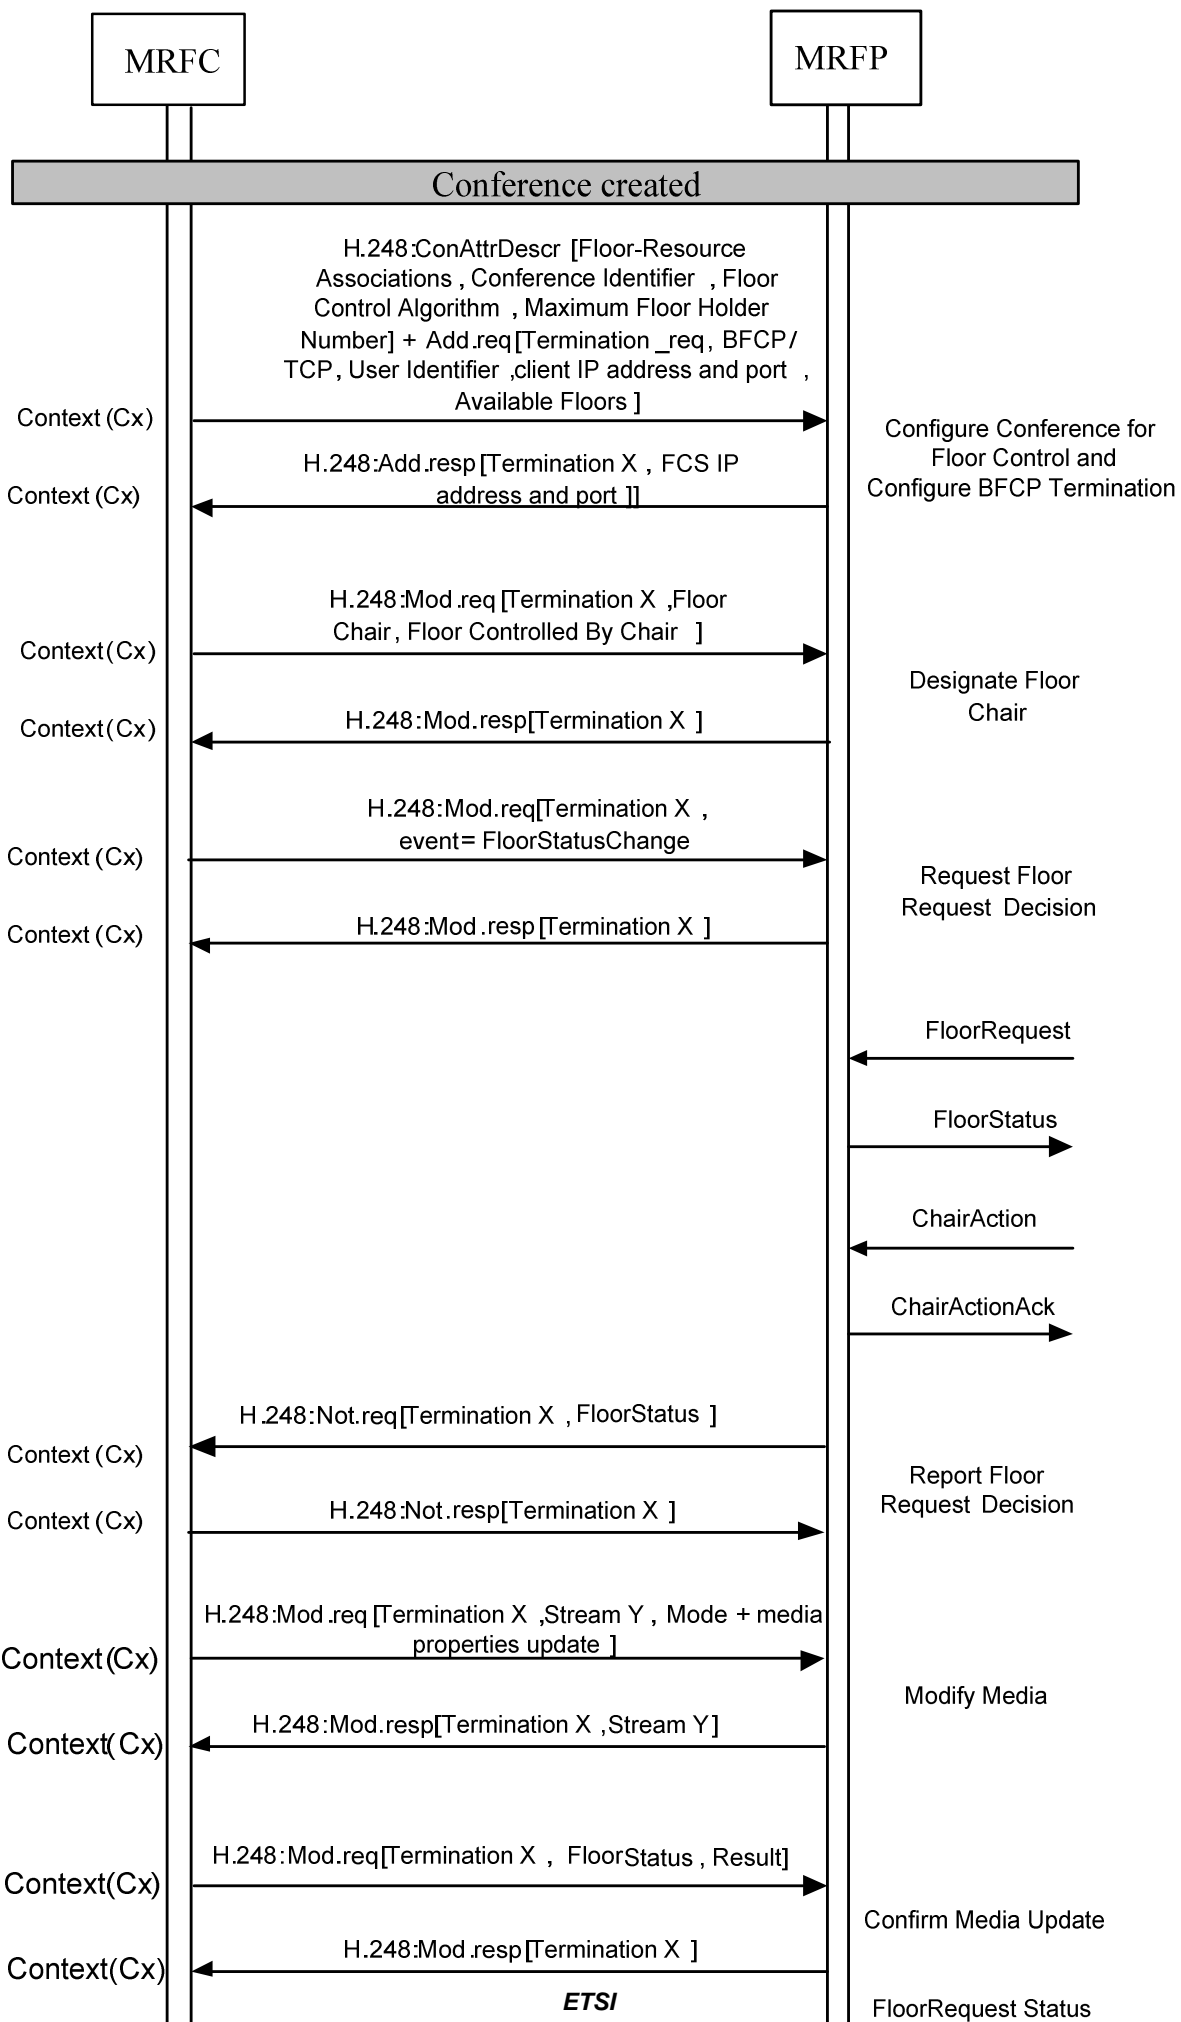 MRFC
MRFP
Conference created
H.248:ConAttrDescr [Floor-Resource
Associations , Conference Identifier , Floor
Control Algorithm , Maximum Floor Holder
Number] + Add.req[Termination _req, BFCP/
TCP, User Identifier ,client IP address and port ,
Available Floors ]
Context (Cx)
Configure Conference for
Floor Control and
Configure BFCP Termination
H.248:Add.resp[Termination X , FCS IP
address and port ]]
Context (Cx)
H.248:Mod.req [Termination X ,Floor
Chair , Floor Controlled By Chair ]
Context (Cx)
Designate Floor
Chair
H.248:Mod.resp[Termination X ]
Context (Cx)
H.248:Mod.req[Termination X ,
event= FloorStatusChange
Context (Cx)
Request Floor
Request Decision
H.248:Mod.resp[Termination X ]
Context (Cx)
FloorRequest
FloorStatus
ChairAction
ChairActionAck
H.248:Not.req[Termination X , FloorStatus ]
Context (Cx)
Report Floor
Request Decision
H.248:Not.resp[Termination X ]
Context (Cx)
H.248:Mod.req [Termination X ,Stream Y , Mode + media
properties update ]
Context (Cx)
Modify Media
H.248:Mod.resp[Termination X ,Stream Y]
Context(Cx)
H.248:Mod.req[Termination X , FloorStatus , Result]
Context(Cx)
Confirm Media Update
H.248:Mod.resp[Termination X ]
Context(Cx)
ETSI
FloorRequest Status